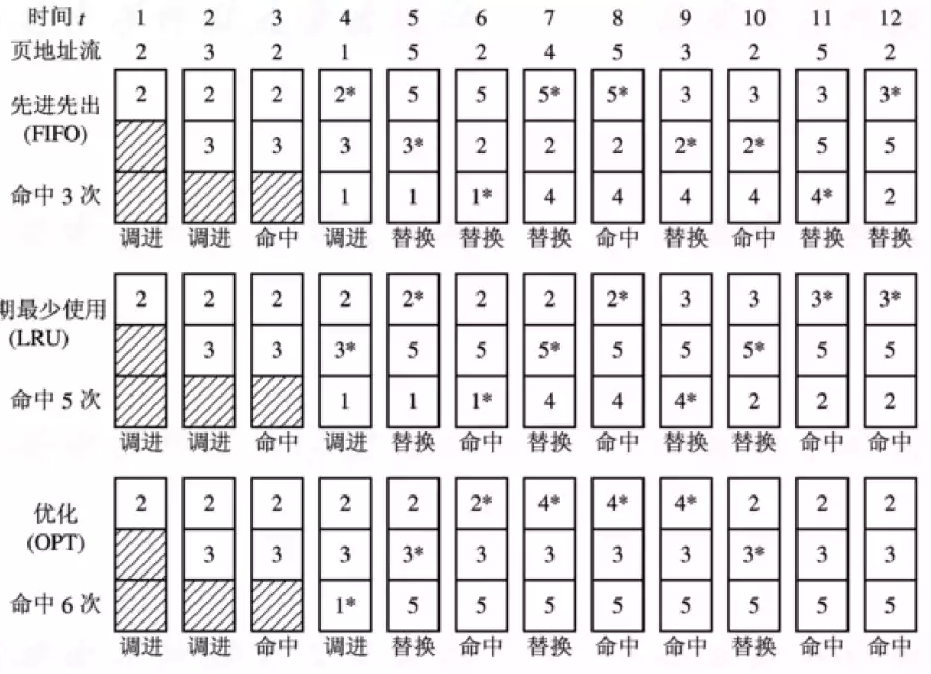 时间 t 1 2 3 4 5 6 7 8 9 10 11 12
页地址流 2 3 2 1 5 2 4 5 3 2 5 2
先进先出 2 2 2 2* 5 5 5* 5* 3 3 3 3*
(FIFO) 3 3 3 3* 2 2 2 2* 2* 5 5
命中 3 次 1 1 1* 4 4 4 4 4* 2
调进 调进 命中 调进 替换 替换 替换 命中 替换 命中 替换 替换
期最少使用 2 2 2 2 2* 2 2 2* 3 3 3* 3*
(LRU) 3 3 3* 5 5 5* 5 5 5* 5 5
命中 5 次 1 1 1* 4 4 4* 2 2 2
调进 调进 命中 调进 替换 命中 替换 命中 替换 替换 命中 命中
优化 2 2 2 2 2 2* 4* 4* 4* 2 2 2
(OPT) 3 3 3 3* 3 3 3 3 3* 3 3
命中 6 次 1* 5 5 5 5 5 5 5 5
调进 调进 命中 调进 替换 命中 替换 命中 命中 替换 命中 命中